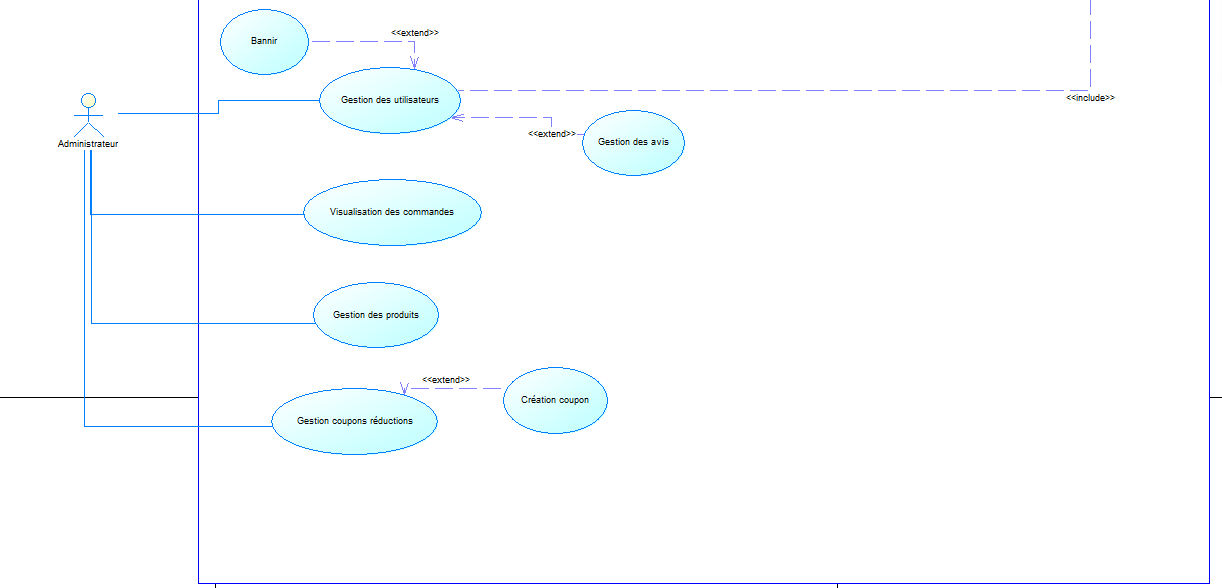 <<extend>>
Bannir
Gestion des utilisateurs
<<include>>
<<extend>>
Gestion des avis
Administrateur
Visualisation des commandes
Gestion des produits
<<extend>>
Création coupon
Gestion coupons réductions